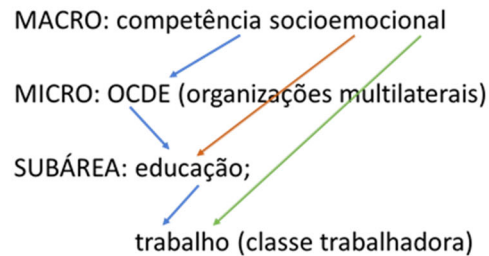 MACRO: competência socioemocional
MICRO: OCDE (organizações multilaterais)
SUBÁREA: educação;
trabalho (classe trabalhadora)